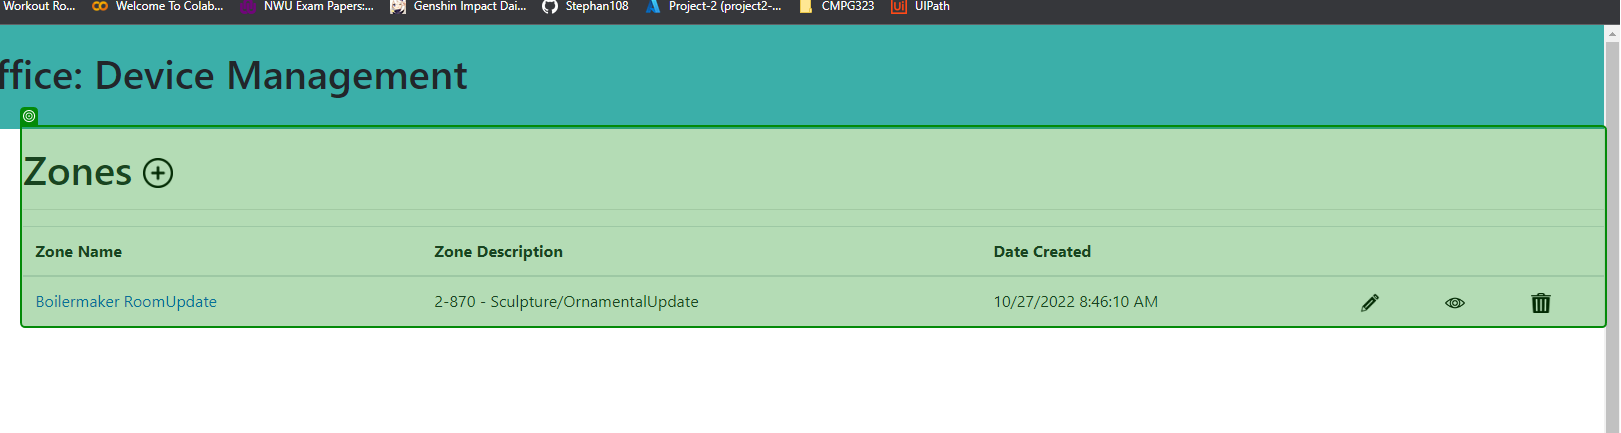 Workout Ro... Welcome To Colab... NWU Exam Papers:... Genshin Impact Dai... Stephan108 Project-2 (project2-... CMPG323 UIPath
ffice: Device Management
Zones
Zone Name Zone Description Date Created
Boilermaker RoomUpdate 2-870 - Sculpture/OrnamentalUpdate 10/27/2022 8:46:10 AM